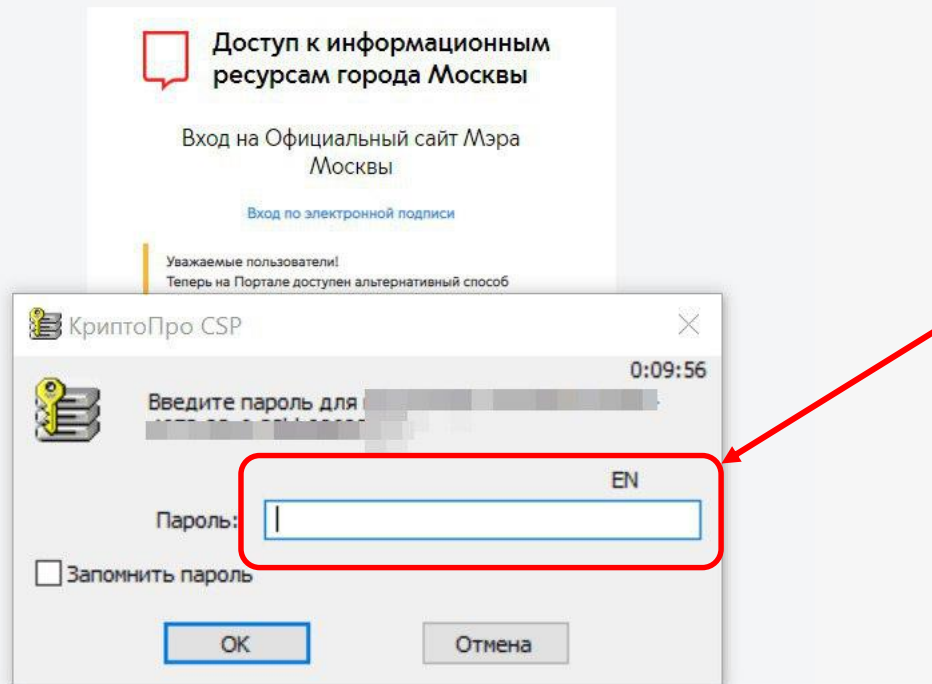 Доступ к информационным
ресурсам города Москвы
Вход на Официальный сайт Мэра
Москвы
Вход по электронной подписи
Уважаемые пользователи!
Теперь на Портале доступен альтернативный способ
КриптоПро CSP
0:09:56
Введите пароль для
EN
Пароль:
Запомнить пароль
OK
Отмена